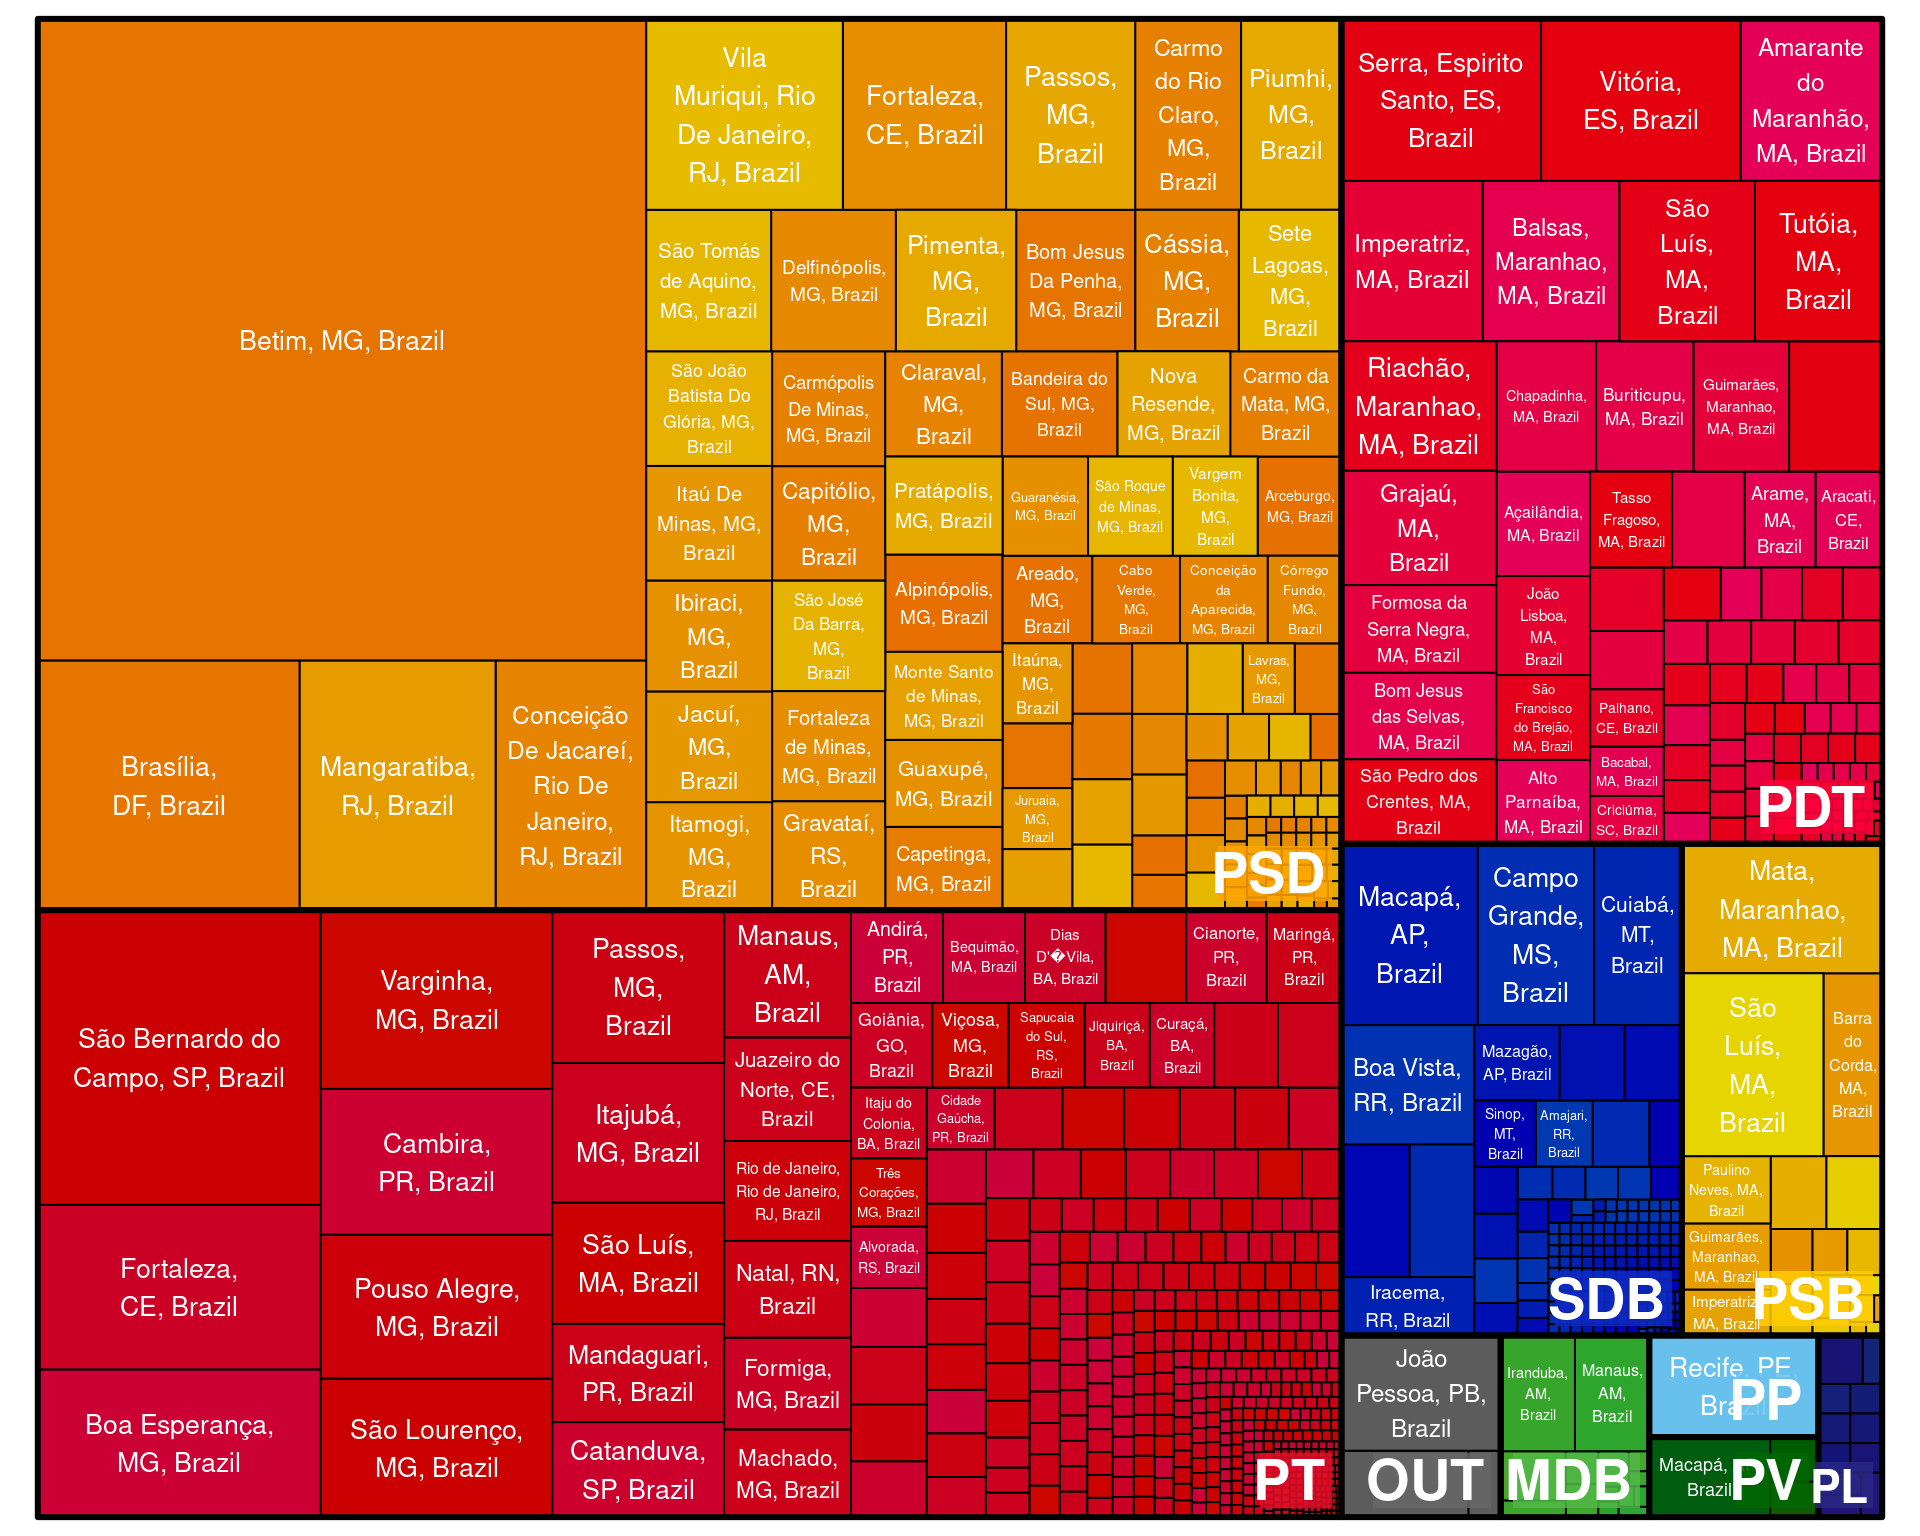 Betim, MG, Brazil
Brasília,
DF, Brazil
Mangaratiba,
RJ, Brazil
Conceição
De Jacareí,
Rio De
Janeiro,
RJ, Brazil
Vila
Muriqui, Rio
De Janeiro,
RJ, Brazil
Fortaleza,
CE, Brazil
Passos,
MG,
Brazil
Carmo
do Rio
Claro,
MG,
Brazil
Piumhi,
MG,
Brazil
São Tomás
de Aquino,
MG, Brazil
Delfinópolis,
MG, Brazil
Pimenta,
MG,
Brazil
Bom Jesus
Da Penha,
MG, Brazil
Cássia,
MG,
Brazil
Sete
Lagoas,
MG,
Brazil
São João
Batista Do
Glória, MG,
Brazil
Carmópolis
De Minas,
MG, Brazil
Claraval,
MG,
Brazil
Bandeira do
Sul, MG,
Brazil
Nova
Resende,
MG, Brazil
Carmo da
Mata, MG,
Brazil
Itaú De
Minas, MG,
Brazil
Capitólio,
MG,
Brazil
Pratápolis,
MG, Brazil
Guaranésia,
MG, Brazil
São Roque
de Minas,
MG, Brazil
Vargem
Bonita,
MG,
Brazil
Arceburgo,
MG, Brazil
Alpinópolis,
MG, Brazil
Areado,
MG,
Brazil
Cabo
Verde,
MG,
Brazil
Conceição
da
Aparecida,
MG, Brazil
Córrego
Fundo,
MG,
Brazil
Ibiraci,
MG,
Brazil
São José
Da Barra,
MG,
Brazil
Monte Santo
de Minas,
MG, Brazil
Itaúna,
MG,
Brazil
Lavras,
MG,
Brazil
Jacuí,
MG,
Brazil
Fortaleza
de Minas,
MG, Brazil
Guaxupé,
MG, Brazil
Juruaia,
MG,
Brazil
Itamogi,
MG,
Brazil
Gravataí,
RS,
Brazil
Capetinga,
MG, Brazil
PSD
Serra, Espirito
Santo, ES,
Brazil
Vitória,
ES, Brazil
Amarante
do
Maranhão,
MA, Brazil
Imperatriz,
MA, Brazil
Balsas,
Maranhao,
MA, Brazil
São
Luís,
MA,
Brazil
Tutóia,
MA,
Brazil
Riachão,
Maranhao,
MA, Brazil
Chapadinha,
MA, Brazil
Buriticupu,
MA, Brazil
Guimarães,
Maranhao,
MA, Brazil
Grajaú,
MA,
Brazil
Açailândia,
MA, Brazil
Tasso
Fragoso,
MA, Brazil
Arame,
MA,
Brazil
Aracati,
CE,
Brazil
Formosa da
Serra Negra,
MA, Brazil
João
Lisboa,
MA,
Brazil
Bom Jesus
das Selvas,
MA, Brazil
São
Francisco
do Brejão,
MA, Brazil
Palhano,
CE, Brazil
Bacabal,
MA, Brazil
São Pedro dos
Crentes, MA,
Brazil
Alto
Parnaíba,
MA, Brazil
Criciúma,
SC, Brazil
PDT
São Bernardo do
Campo, SP, Brazil
Fortaleza,
CE, Brazil
Boa Esperança,
MG, Brazil
Varginha,
MG, Brazil
Cambira,
PR, Brazil
Pouso Alegre,
MG, Brazil
São Lourenço,
MG, Brazil
Passos,
MG,
Brazil
Itajubá,
MG, Brazil
São Luís,
MA, Brazil
Mandaguari,
PR, Brazil
Catanduva,
SP, Brazil
Manaus,
AM,
Brazil
Juazeiro do
Norte, CE,
Brazil
Rio de Janeiro,
Rio de Janeiro,
RJ, Brazil
Natal, RN,
Brazil
Formiga,
MG, Brazil
Machado,
MG, Brazil
Andirá,
PR,
Brazil
Bequimão,
MA, Brazil
Dias
D'�Vila,
BA, Brazil
Cianorte,
PR,
Brazil
Maringá,
PR,
Brazil
Goiânia,
GO,
Brazil
Viçosa,
MG,
Brazil
Sapucaia
do Sul,
RS,
Brazil
Jiquiriçá,
BA,
Brazil
Curaçá,
BA,
Brazil
Itaju do
Colonia,
BA, Brazil
Cidade
Gaúcha,
PR, Brazil
Três
Corações,
MG, Brazil
Alvorada,
RS, Brazil
PT
Macapá,
AP,
Brazil
Campo
Grande,
MS,
Brazil
Cuiabá,
MT,
Brazil
Boa Vista,
RR, Brazil
Mazagão,
AP, Brazil
Sinop,
MT,
Brazil
Amajari,
RR,
Brazil
Iracema,
RR, Brazil
SDB
Mata,
Maranhao,
MA, Brazil
São
Luís,
MA,
Brazil
Barra
do
Corda,
MA,
Brazil
Paulino
Neves, MA,
Brazil
Guimarães,
Maranhao,
MA, Brazil
Imperatriz
MA, Brazil
PSB
João
Pessoa, PB,
Brazil
OUT
Iranduba,
AM,
Brazil
Manaus,
AM,
Brazil
MDB
Recife, PE,
Brazil
PP
Macapá,
Brazil
PV
PL